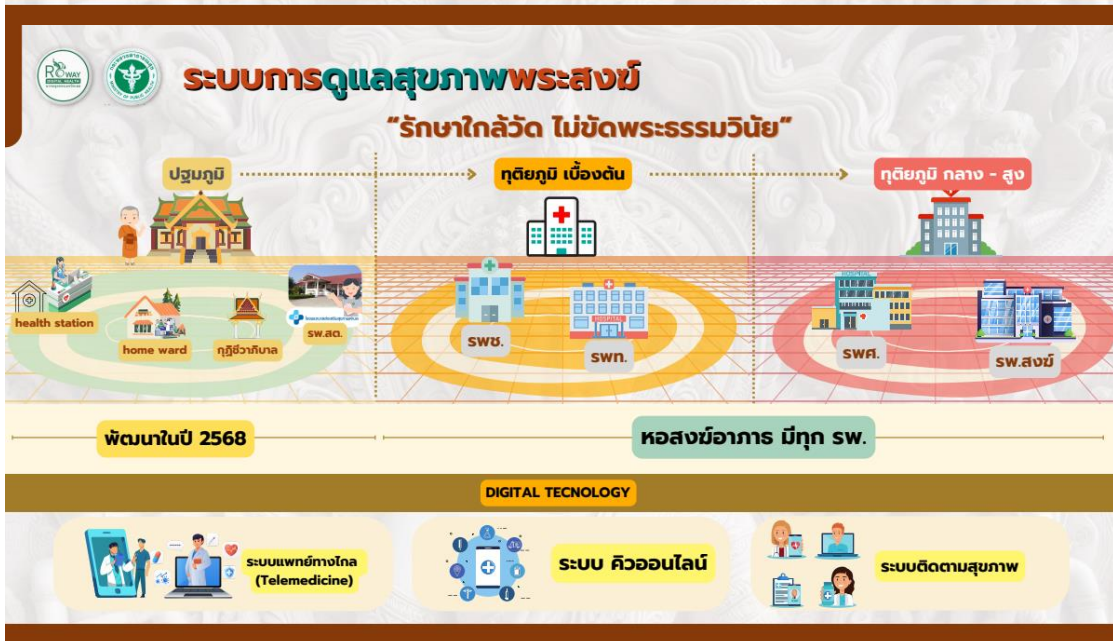 ROWAY
DIGITAL HEALTH
ระบบการดูแลสุขภาพพระสงฆ์
“รักษาใกล้วัด ไม่ขัดพระธรรมวินัย”
ปฐมภูมิ
ทุติยภูมิ เบื้องต้น
ทุติยภูมิ กลาง - สูง
health station
home ward
กุฏิชีวาภิบาล
รพ.สต.
รพช.
HOSPITAL
รพท.
HOSPITAL
รพศ.
รพ.สงฆ์
พัฒนาในปี 2568
หอสงฆ์อาภาธ มีทุก รพ.
DIGITAL TECNOLOGY
ระบบแพทย์ทางไกล
(Telemedicine)
ระบบ คิวออนไลน์
ระบบติดตามสุขภาพ